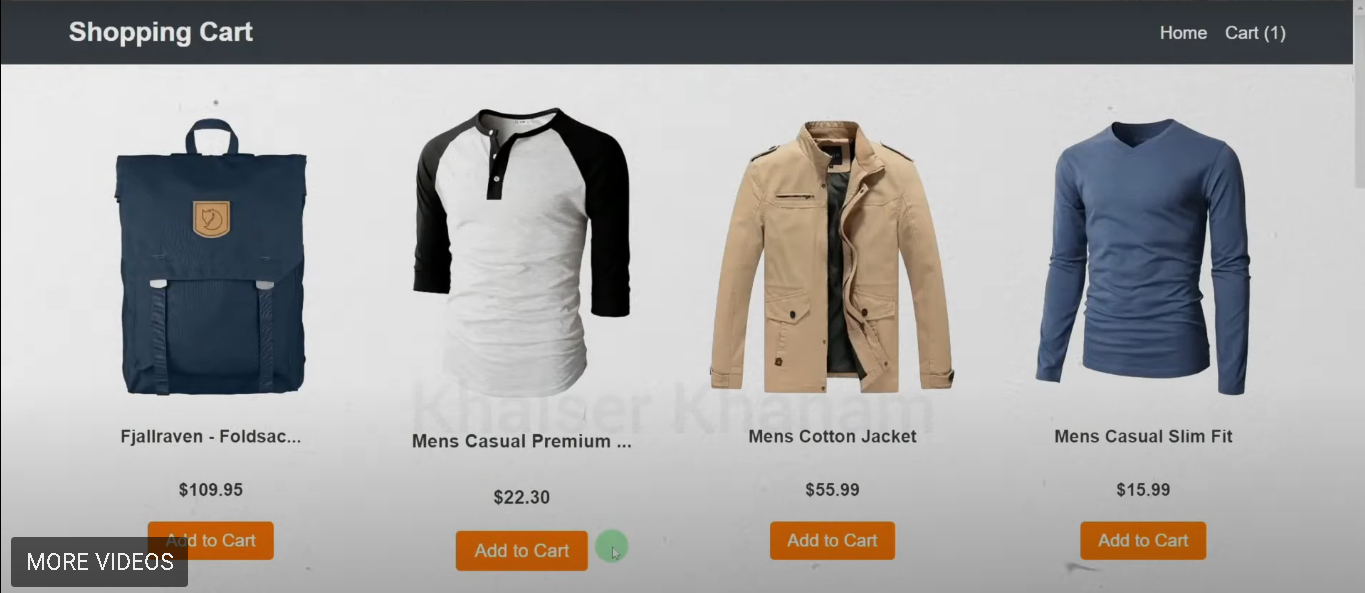 Shopping Cart
Home Cart (1)
Fjallraven - Foldsac...
Mens Casual Premium ...
Mens Cotton Jacket
Mens Casual Slim Fit
$109.95
$22.30
$55.99
$15.99
Add to Cart
Add to Cart
Add to Cart
Add to Cart
MORE VIDEOS
Khaiser Khanam